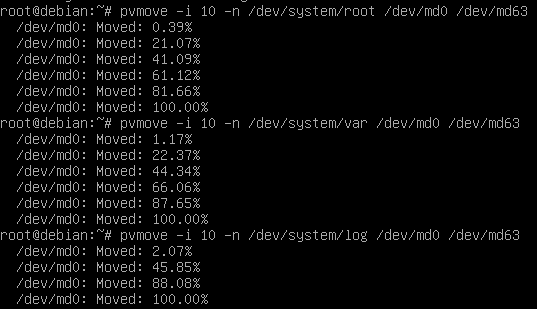 root@debian:~# pvmove -i 10 -n /dev/system/root /dev/md0 /dev/md63
/dev/md0: Moved: 0.39%
/dev/md0: Moved: 21.07%
/dev/md0: Moved: 41.09%
/dev/md0: Moved: 61.12%
/dev/md0: Moved: 81.66%
/dev/md0: Moved: 100.00%
root@debian:~# pvmove -i 10 -n /dev/system/var /dev/md0 /dev/md63
/dev/md0: Moved: 1.17%
/dev/md0: Moved: 22.37%
/dev/md0: Moved: 44.34%
/dev/md0: Moved: 66.06%
/dev/md0: Moved: 87.65%
/dev/md0: Moved: 100.00%
root@debian:~# pvmove -i 10 -n /dev/system/log /dev/md0 /dev/md63
/dev/md0: Moved: 2.07%
/dev/md0: Moved: 45.85%
/dev/md0: Moved: 88.08%
/dev/md0: Moved: 100.00%